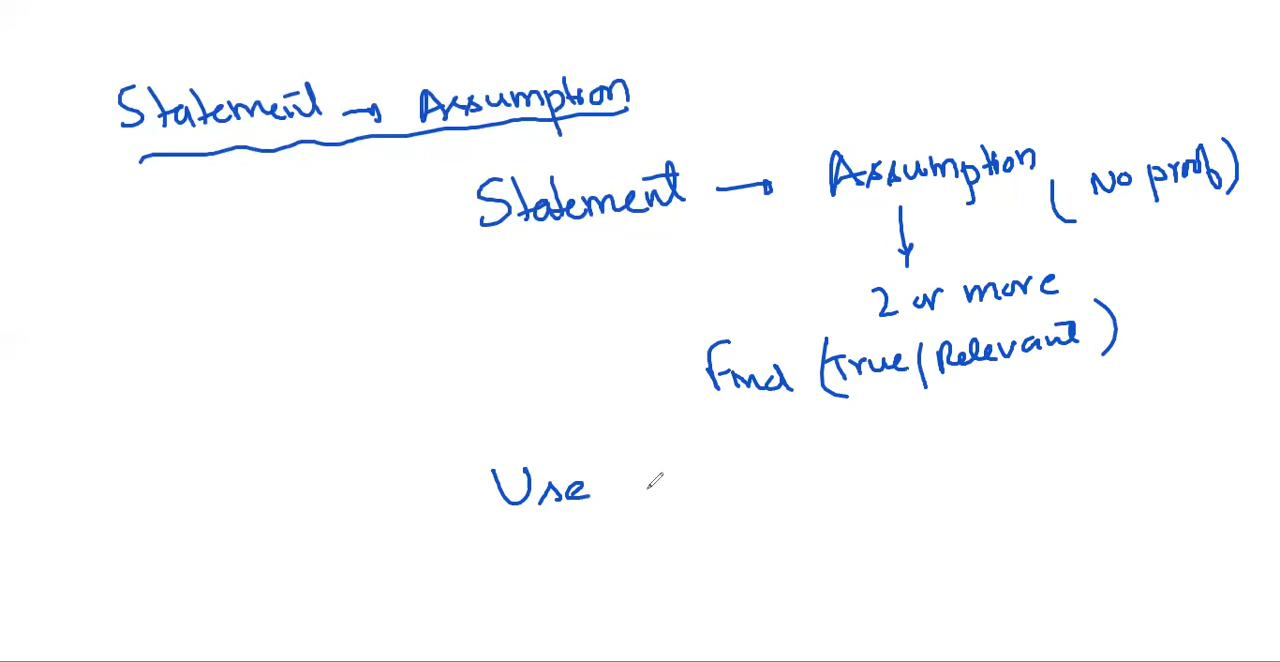 Statement → Assumption
Statement → Assumption (No proof)
↓
2 or more
Find (True/Relevant)
Use